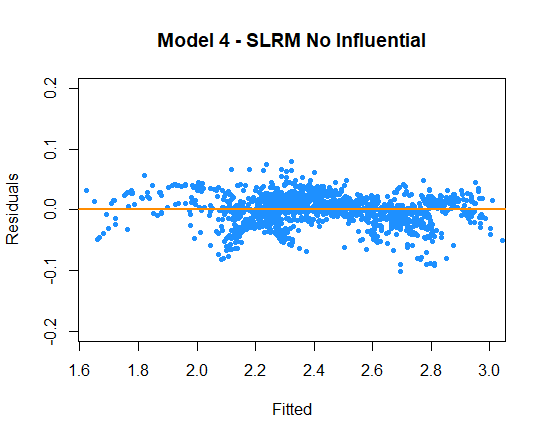 Model 4 - SLRM No Influential
Residuals
0.2
0.1
0.0
-0.1
-0.2
1.6 1.8 2.0 2.2 2.4 2.6 2.8 3.0
Fitted